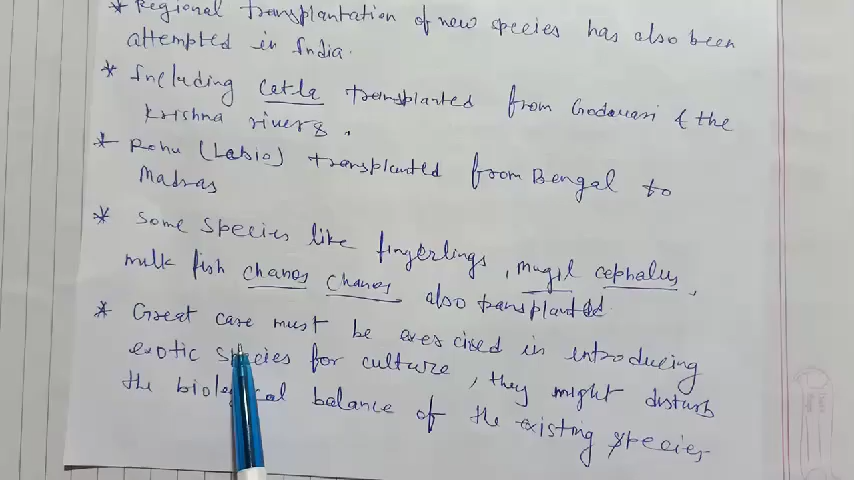 * Regional transplantation of new species has also been
attempted in India.
* Including Catla transplanted from Godavari & the
Krishna rivers.
* Rohu (Labio) transplanted from Bengal to
Madras
* Some species like fingerlings, mugil cephalus,
milk fish chanos chanos also transplanted.
* Great care must be exercised in introducing
exotic species for culture, they might disturb
the biological balance of the existing species